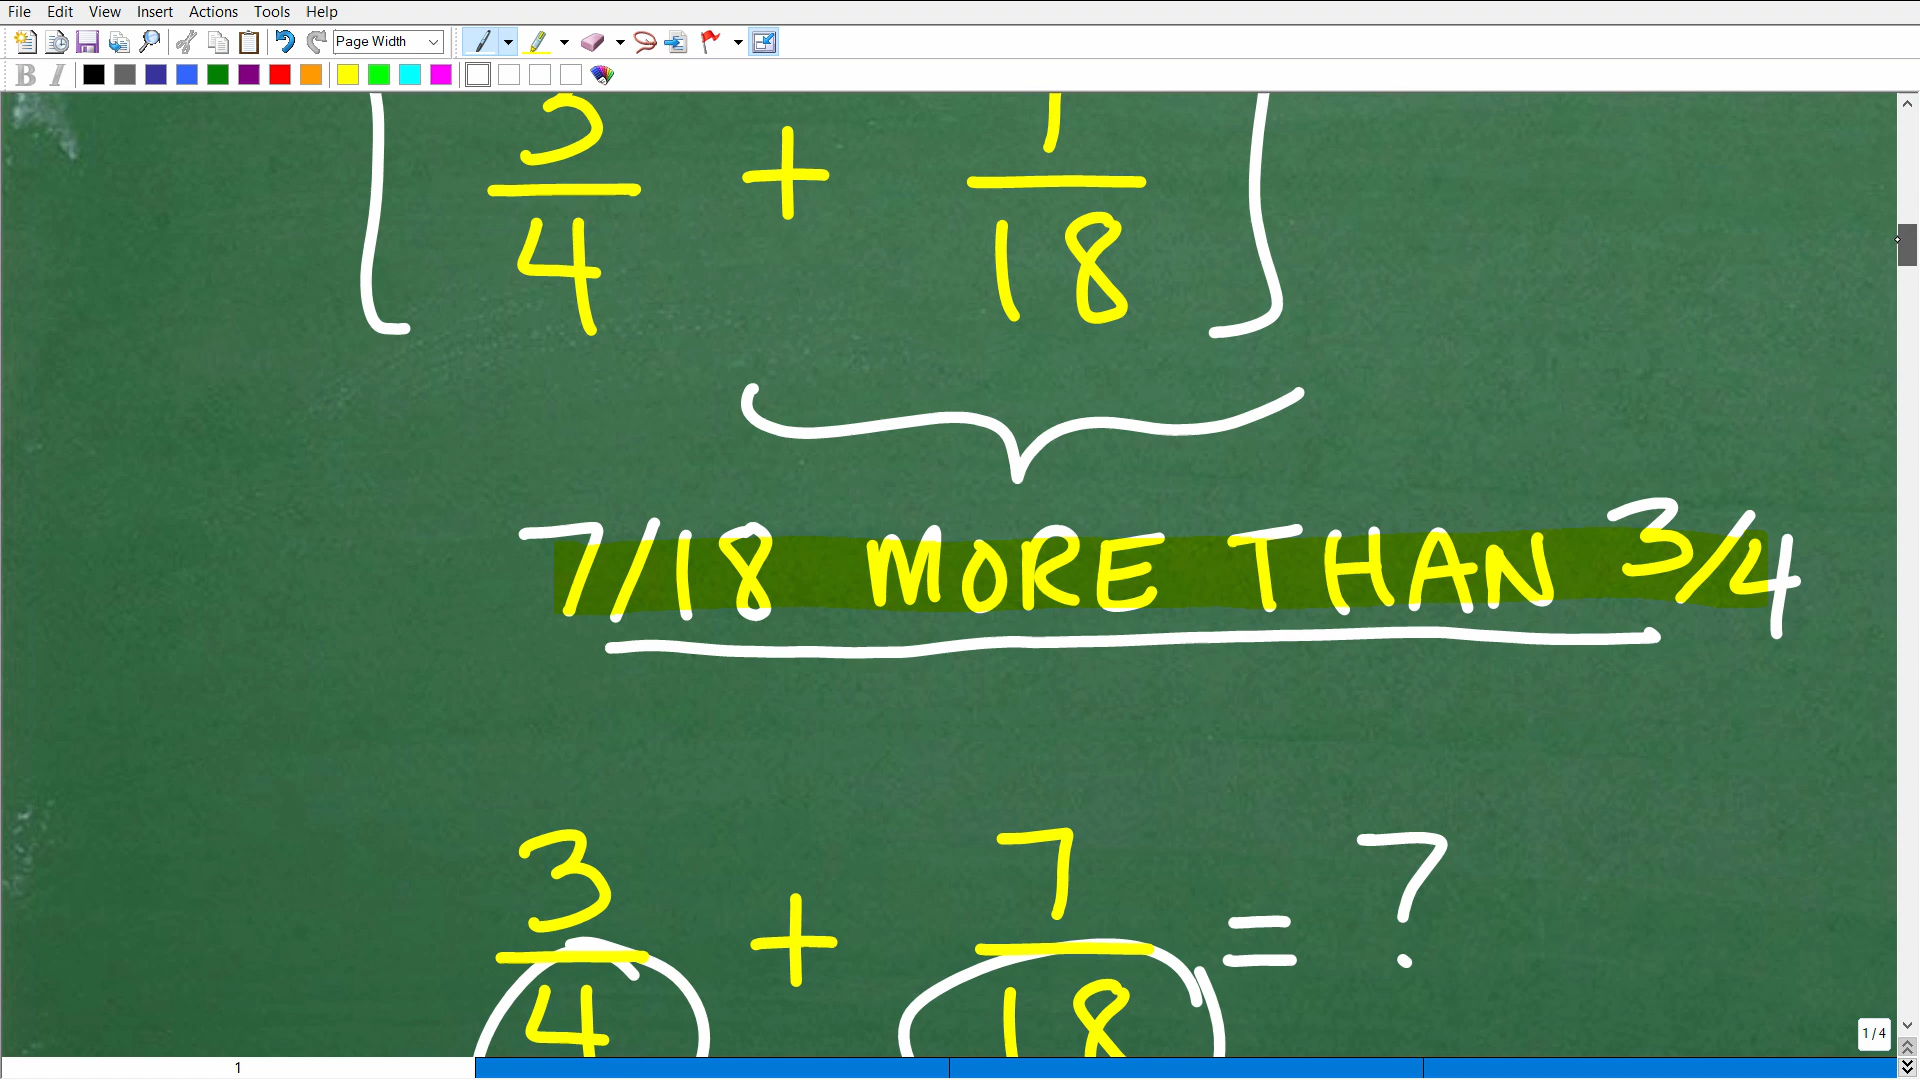 File Edit View Insert Actions Tools Help
Page Width
B I
[ 3/4 + 7/18 ]
7/18 MORE THAN 3/4
3/4 + 7/18 = ?
1 / 4
1